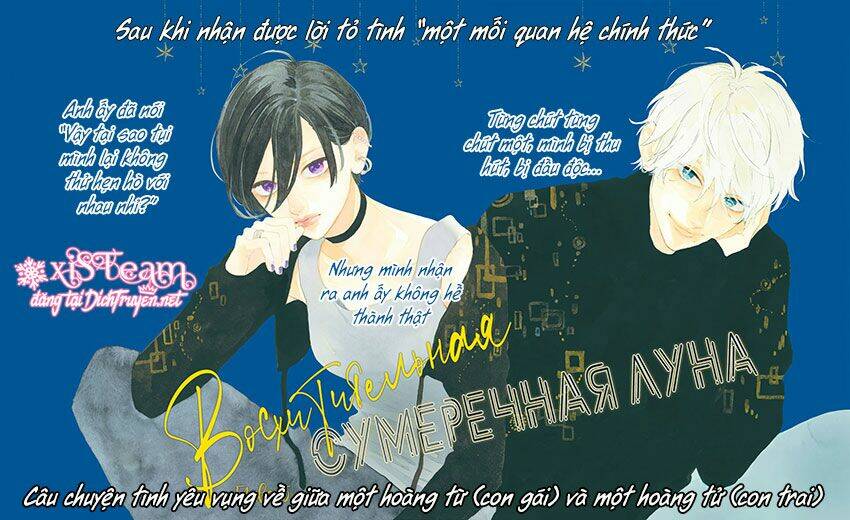 Sau khi nhận được lời tỏ tình "một mối quan hệ chính thức"
Anh ấy đã nói
"Vậy tại sao tụi
mình lại không
thử hẹn hò với
nhau nhỉ?"
Từng chút từng
chút một, mình bị thu
hút, bị đầu độc...
xiSTeam
đăng tại DichTruyen.net
Nhưng mình nhận
ra anh ấy không hề
thành thật
Восхитительная
СУМЕРЕЧНАЯ ЛУНА
Câu chuyện tình yêu vụng về giữa một hoàng từ (con gái) và một hoàng tử (con trai)